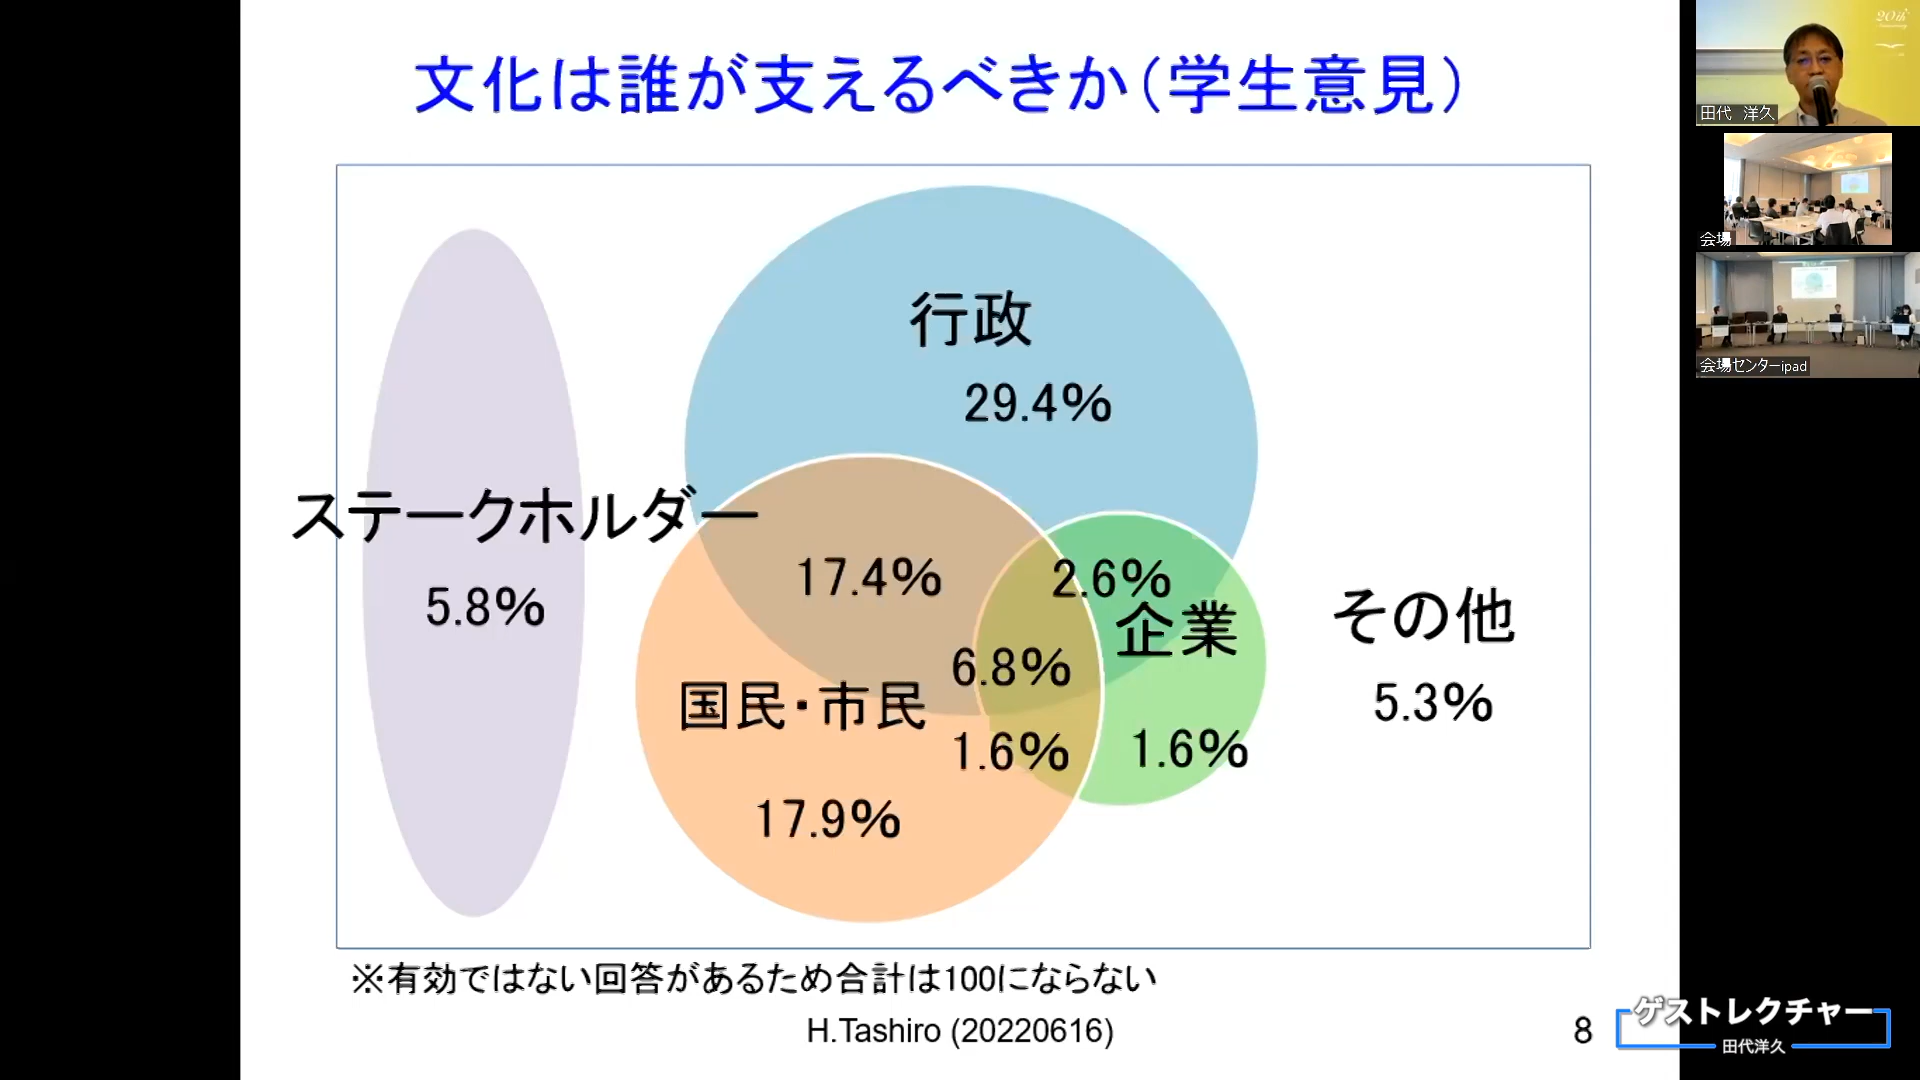 文化は誰が支えるべきか(学生意見)
行政
29.4%
ステークホルダー
5.8%
17.4%
2.6%
企業
6.8%
国民・市民
1.6%
1.6%
17.9%
その他
5.3%
※有効ではない回答があるため合計は100にならない
H.Tashiro (20220616)
8
田代 洋久
会場
会場センターipad
ゲストレクチャー
田代洋久
20th